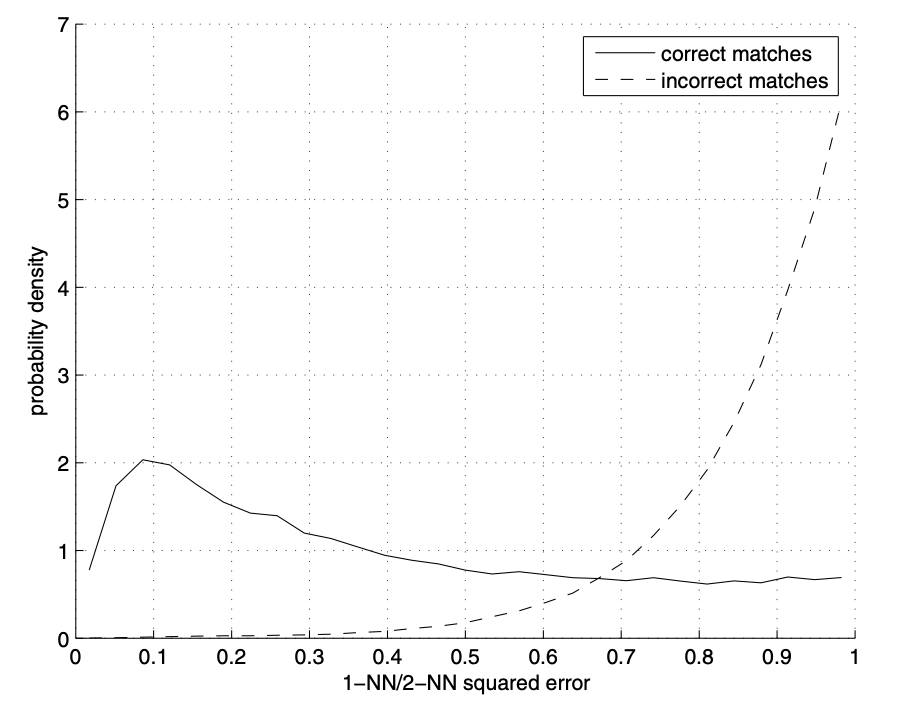 7
6
5
4
3
2
1
0
probability density
correct matches
incorrect matches
0 0.1 0.2 0.3 0.4 0.5 0.6 0.7 0.8 0.9 1
1−NN/2−NN squared error